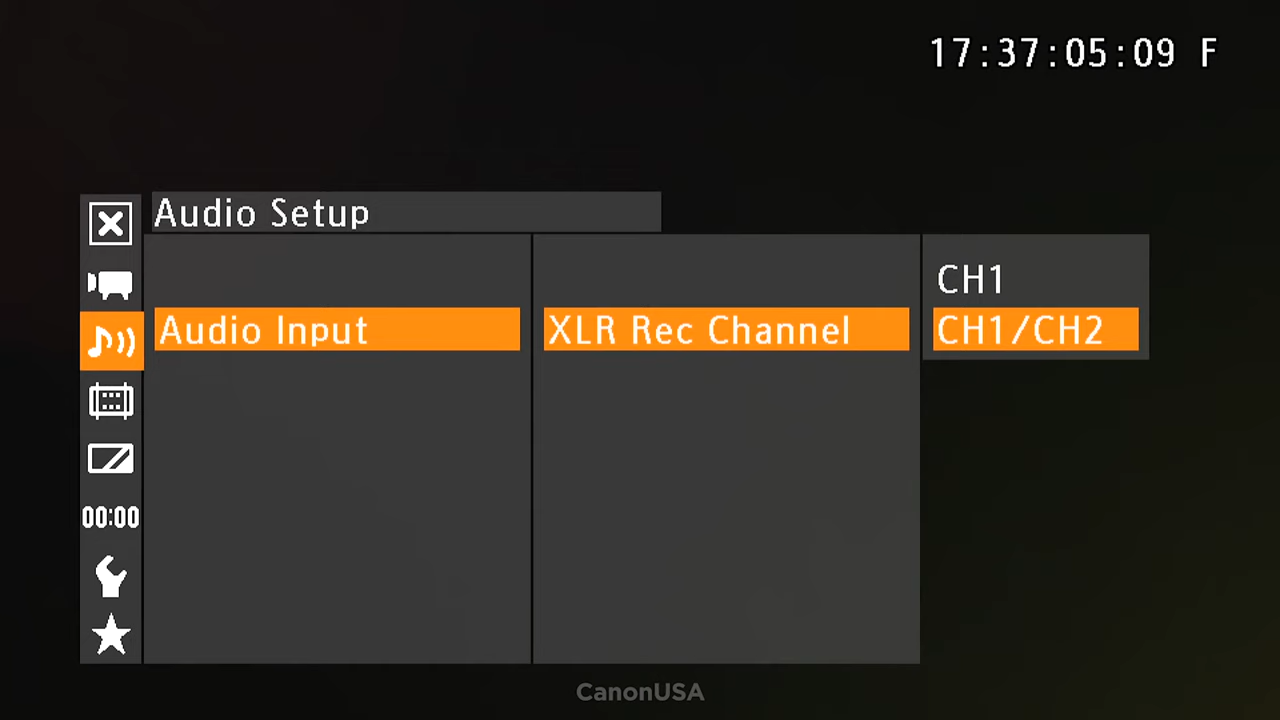 17:37:05:09 F
Audio Setup
CH1
Audio Input XLR Rec Channel CH1/CH2
00:00
CanonUSA